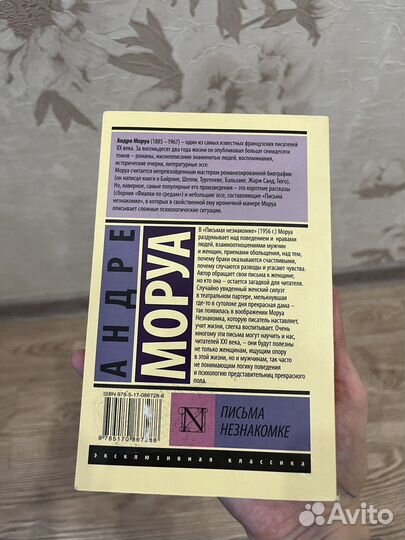 Андре Моруа (1885 – 1967) – один из самых известных французских писателей
XX века. За восемьдесят два года жизни он опубликовал больше семидесяти
томов – романы, жизнеописания знаменитых людей, воспоминания,
исторические очерки, литературные эссе.
Моруа считается непревзойденным мастером романизированной биографии
(он написал книги о Байроне, Шелли, Тургеневе, Бальзаке, Жорж Санд, Гюго).
Но, наверное, самые популярные его произведения – это короткие рассказы
(сборник «Фиалки по средам») и небольшие эссе, составляющие «Письма
незнакомке», в которых в свойственной ему ироничной манере Моруа
описывает сложные психологические ситуации.
АНДРЕ
МОРУА
В «Письмах незнакомке» (1956 г.) Моруа
раздумывает над поведением и нравами
людей, взаимоотношениями мужчин
и женщин, приемами обольщения, над тем,
почему браки оказываются счастливыми,
почему случаются разводы и угасают чувства.
Автор обращает свои письма к женщине,
но кто она – остается загадкой для читателя.
Случайно увиденный женский силуэт
в театральном партере, мелькнувшая
где-то в сутолоке дня прекрасная дама –
так появилась в воображении Моруа
Незнакомка, которую писатель наставляет,
учит жизни, слегка воспитывает. Очень
многому эти письма могут научить и нас,
читателей XXI века, – они будут полезны
не только женщинам, ищущим опору
в этой жизни, но и мужчинам, так часто
не понимающим логику поведения
и психологию представительниц прекрасного
пола.
ISBN 978-5-17-086728-8
9 785170 867288
N
ПИСЬМА
НЕЗНАКОМКЕ
эксклюзивная классика
Avito